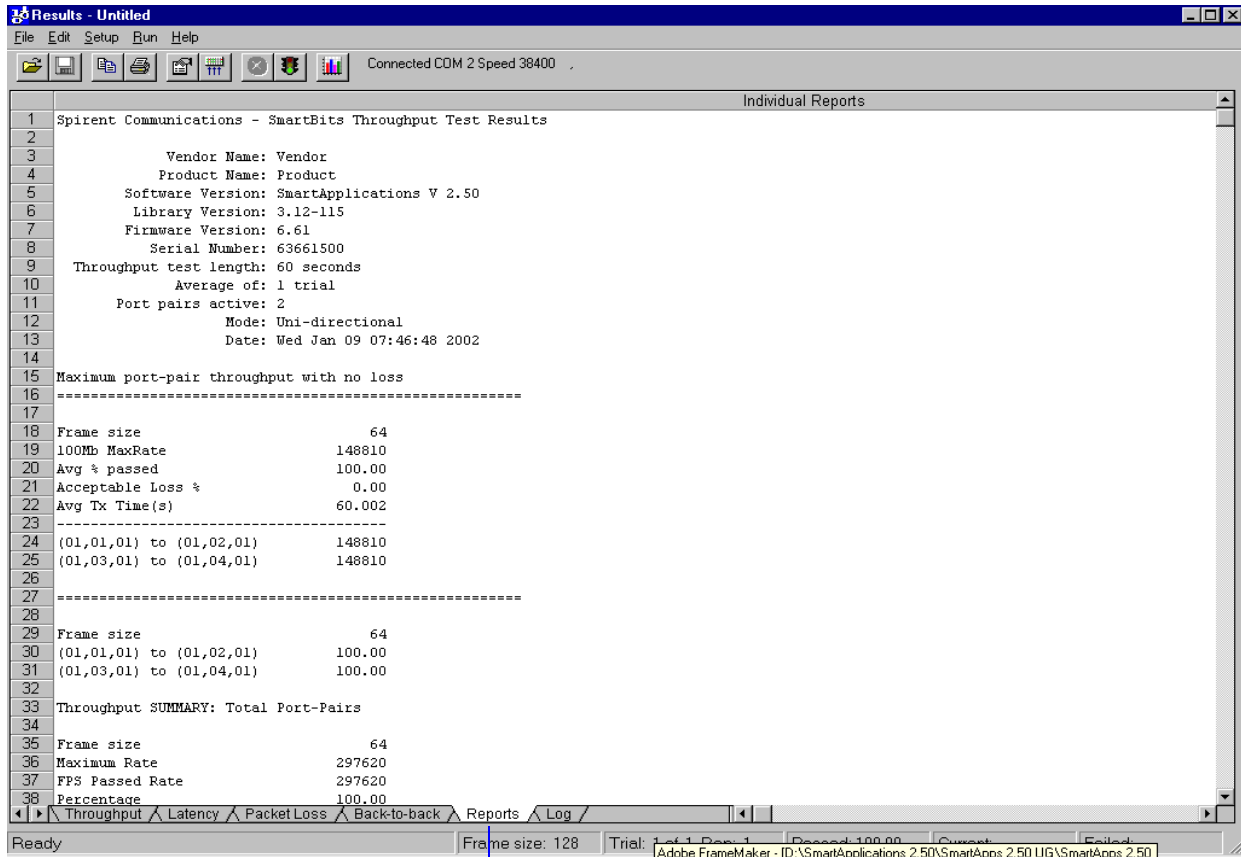 Results - Untitled
File Edit Setup Run Help
Connected COM 2 Speed 38400 ,
Individual Reports
1 Spirent Communications - SmartBits Throughput Test Results
2
3 Vendor Name: Vendor
4 Product Name: Product
5 Software Version: SmartApplications V 2.50
6 Library Version: 3.12-115
7 Firmware Version: 6.61
8 Serial Number: 63661500
9 Throughput test length: 60 seconds
10 Average of: 1 trial
11 Port pairs active: 2
12 Mode: Uni-directional
13 Date: Wed Jan 09 07:46:48 2002
14
15 Maximum port-pair throughput with no loss
16 =======================================================
17
18 Frame size 64
19 100Mb MaxRate 148810
20 Avg % passed 100.00
21 Acceptable Loss % 0.00
22 Avg Tx Time(s) 60.002
23 ---------------------------------------
24 (01,01,01) to (01,02,01) 148810
25 (01,03,01) to (01,04,01) 148810
26
27 =======================================================
28
29 Frame size 64
30 (01,01,01) to (01,02,01) 100.00
31 (01,03,01) to (01,04,01) 100.00
32
33 Throughput SUMMARY: Total Port-Pairs
34
35 Frame size 64
36 Maximum Rate 297620
37 FPS Passed Rate 297620
38 Percentage 100.00
Throughput Latency Packet Loss Back-to-back Reports Log
Ready Frame size: 128 Trial: 1 of 1 Passed: 100.00 Current: Failed:
Adobe FrameMaker - [D:\SmartApplications 2.50\SmartApps 2.50 UG\SmartApps 2.50